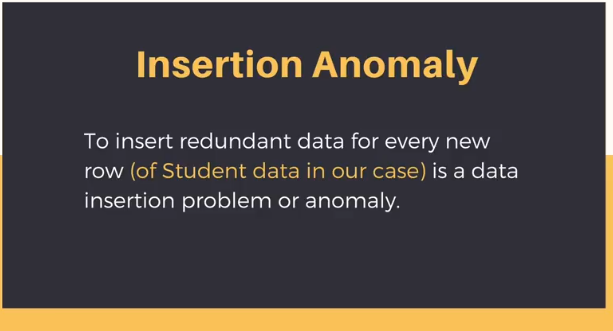 Insertion Anomaly
To insert redundant data for every new
row (of Student data in our case) is a data
insertion problem or anomaly.